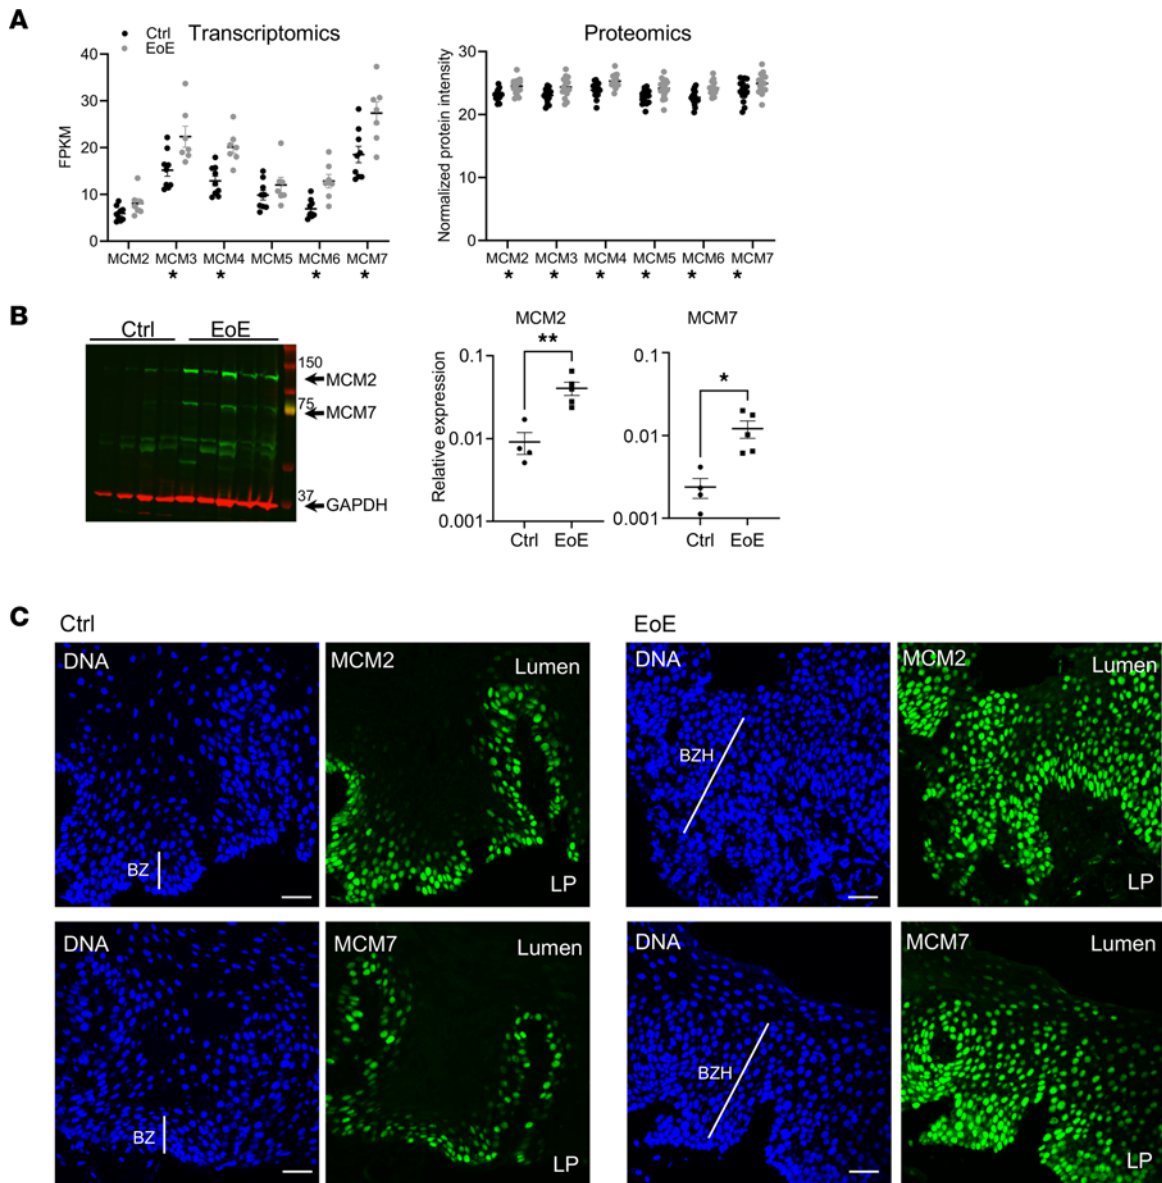 A
Ctrl
EoE
Transcriptomics
40
30
20
10
0
FPKM
MCM2 MCM3 MCM4 MCM5 MCM6 MCM7
* * * *
Proteomics
30
20
10
0
Normalized protein intensity
MCM2 MCM3 MCM4 MCM5 MCM6 MCM7
* * * * * *
B
Ctrl EoE
150
MCM2
75
MCM7
37
GAPDH
MCM2
**
0.1
0.01
0.001
Relative expression
Ctrl EoE
MCM7
*
0.1
0.01
0.001
Ctrl EoE
C
Ctrl
DNA
BZ
MCM2
Lumen
LP
EoE
DNA
BZH
MCM2
Lumen
LP
DNA
BZ
MCM7
Lumen
LP
DNA
BZH
MCM7
Lumen
LP